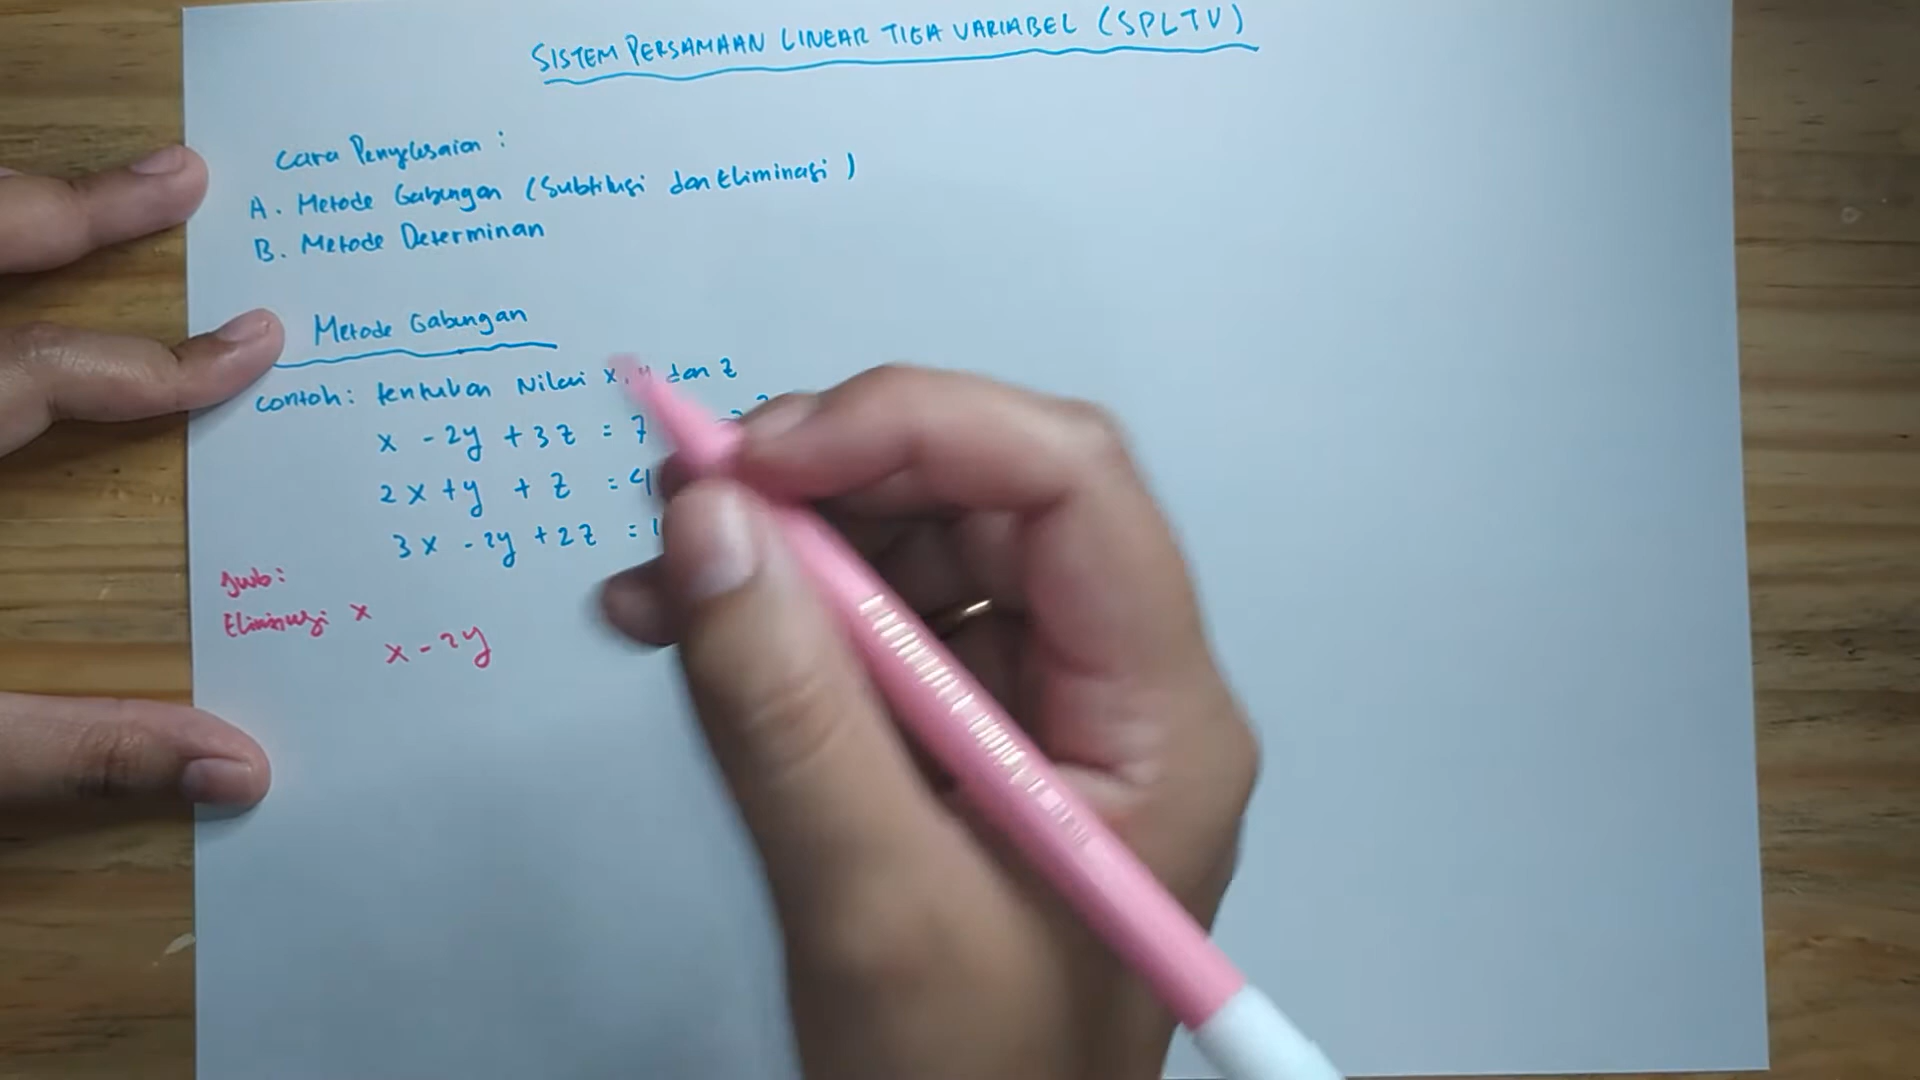 SISTEM PERSAMAAN LINEAR TIGA VARIABEL (SPLTV)
Cara Penyelesaian :
A. Metode Gabungan (Subtitusi dan Eliminasi)
B. Metode Determinan
Metode Gabungan
Contoh: tentukan Nilai x, y dan z
x - 2y + 3z = 7
2x + y + z = 4
3x - 2y + 2z = 1
Jwb:
Eliminasi x
x - 2y